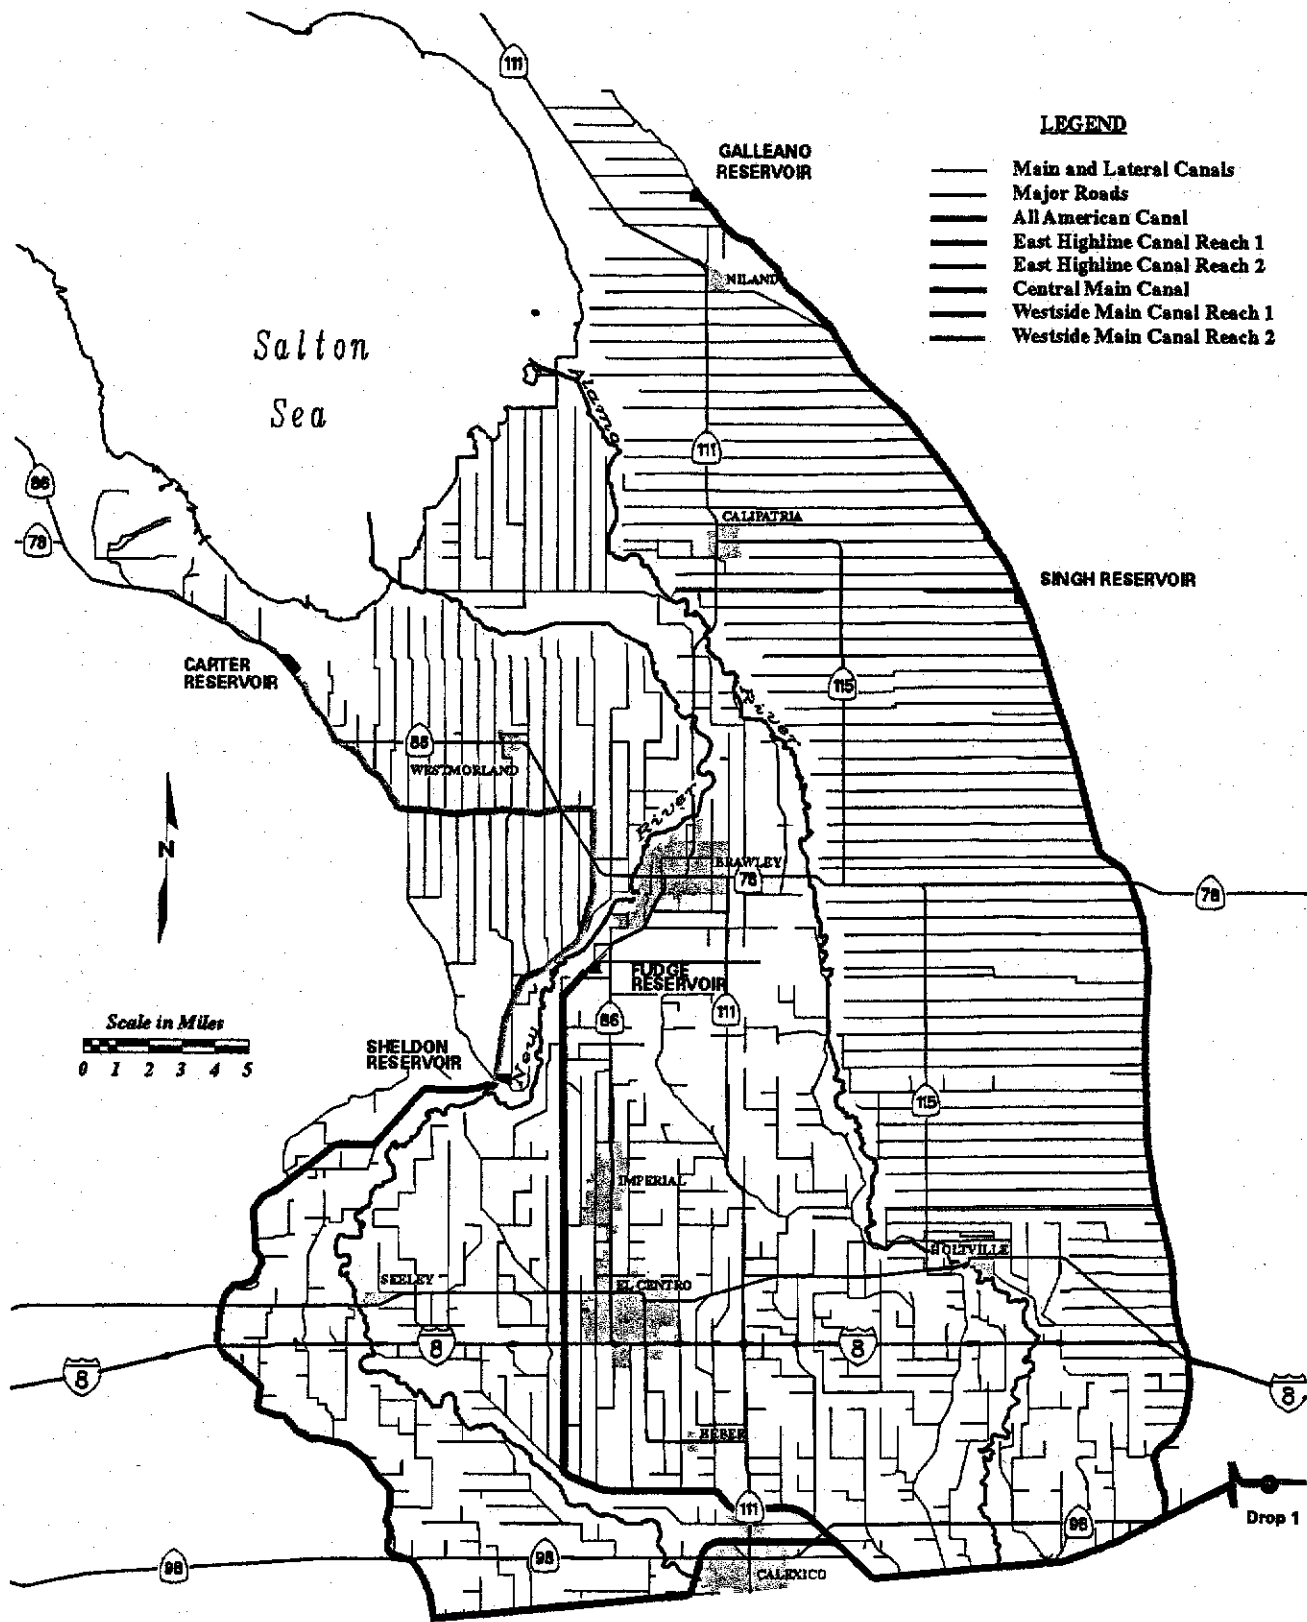 111
LEGEND
GALLEANO
RESERVOIR
Main and Lateral Canals
Major Roads
All American Canal
East Highline Canal Reach 1
East Highline Canal Reach 2
Central Main Canal
Westside Main Canal Reach 1
Westside Main Canal Reach 2
NILAND
Salton
Sea
Alamo
111
86
78
CALIPATRIA
SINGH RESERVOIR
CARTER
RESERVOIR
115
River
86
WESTMORLAND
River
BRAWLEY
78
78
N
FUDGE
RESERVOIR
86
111
Scale in Miles
0 1 2 3 4 5
SHELDON
RESERVOIR
New
115
IMPERIAL
HOLTVILLE
SEELEY
EL CENTRO
8
8
8
8
HEBER
111
98
Drop 1
98
98
CALEXICO